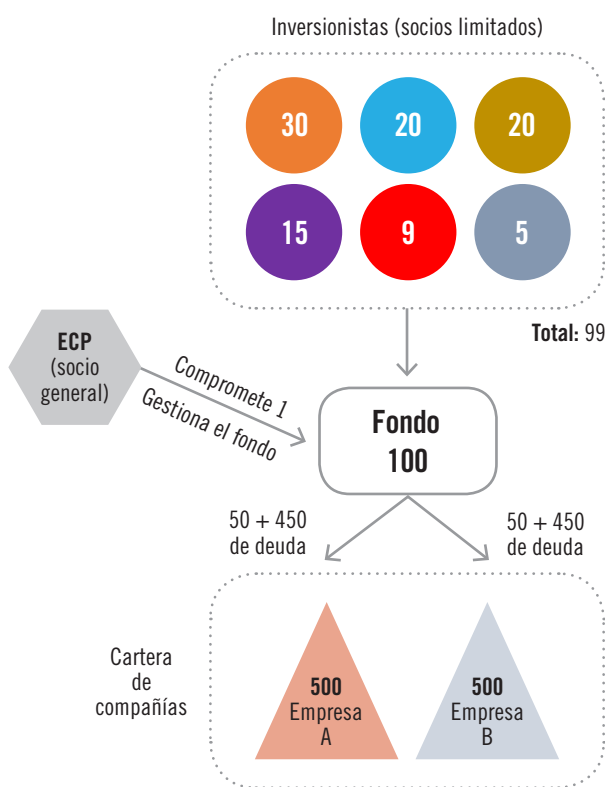 Inversionistas (socios limitados)
30
20
20
15
9
5
Total: 99
ECP
(socio
general)
Compromete 1
Gestiona el fondo
Fondo
100
50 + 450
de deuda
50 + 450
de deuda
Cartera
de
compañías
500
Empresa
A
500
Empresa
B